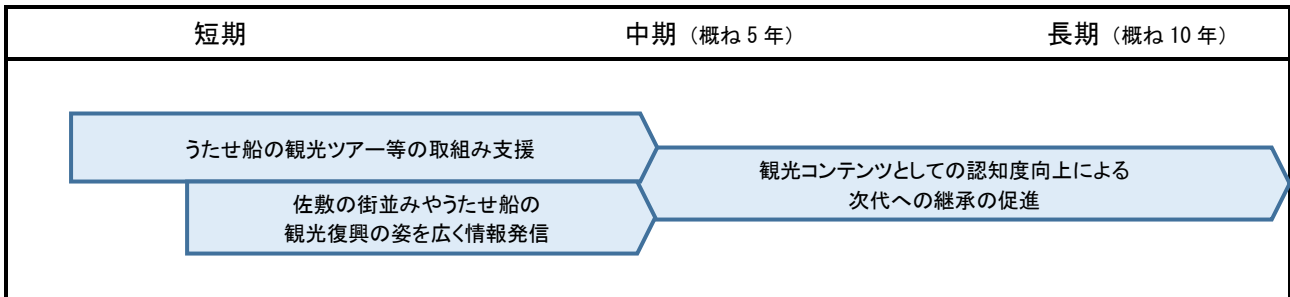 短期 中期（概ね 5 年） 長期（概ね 10 年）
うたせ船の観光ツアー等の取組み支援
佐敷の街並みやうたせ船の
観光復興の姿を広く情報発信
観光コンテンツとしての認知度向上による
次代への継承の促進